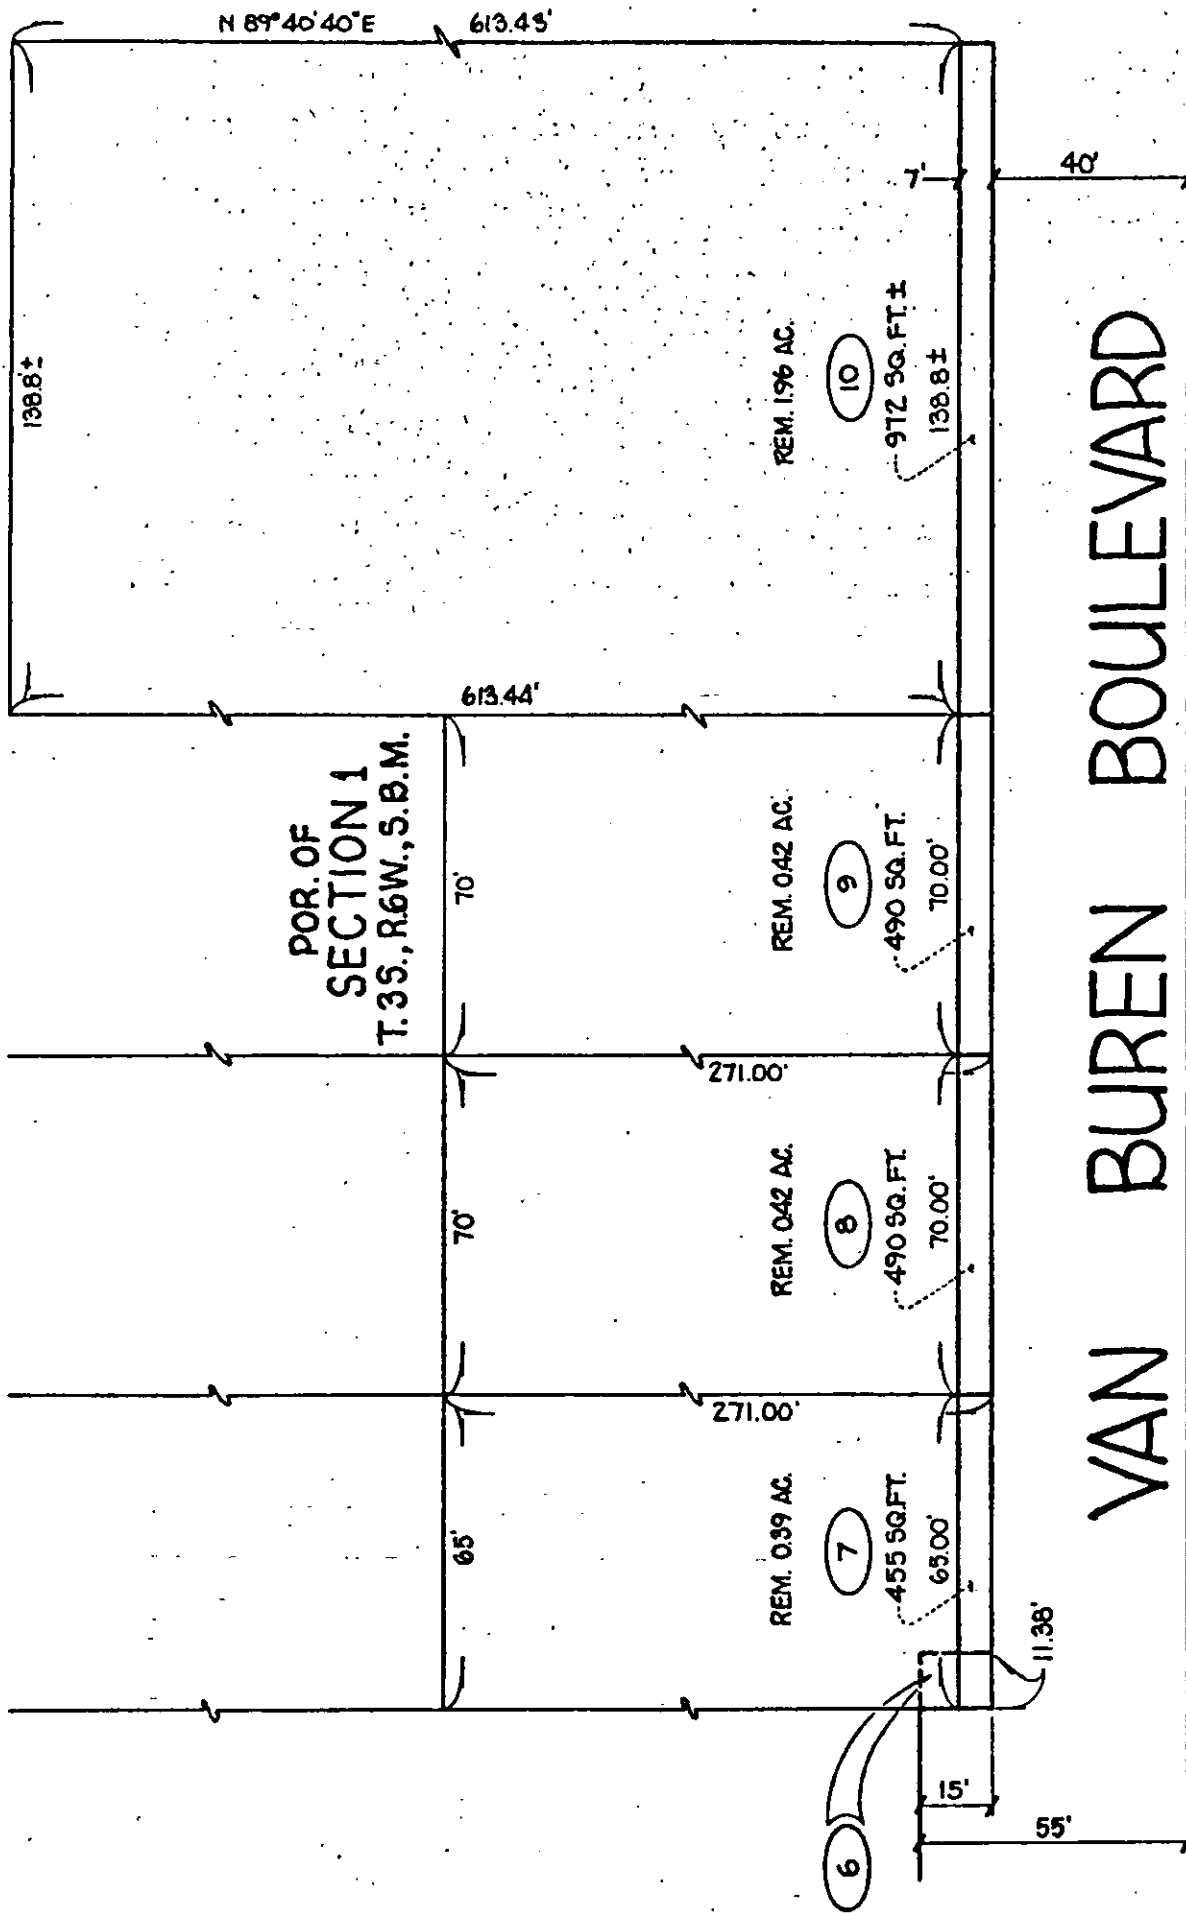 N 89°40'40"E 613.43'
138.8'±
7'
40'
REM. 1.96 AC.
10
972 SQ.FT.±
138.8±
613.44'
POR. OF
SECTION 1
T.3S., R.6W., S.B.M.
70'
REM. 0.42 AC.
9
490 SQ.FT.
70.00'
271.00'
70'
REM. 0.42 AC.
8
490 SQ.FT.
70.00'
271.00'
65'
REM. 0.39 AC.
7
455 SQ.FT.
65.00'
11.38'
6
15'
55'
VAN BUREN BOULEVARD